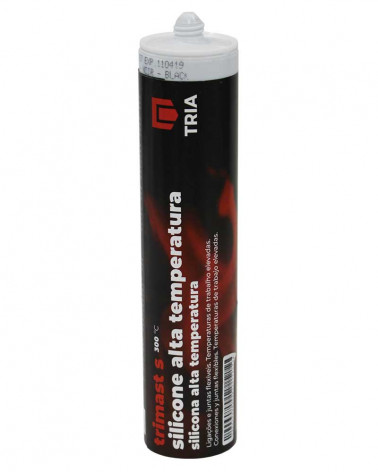 EXP.110419
- BLACK
TRIA
trimast s
300 °C
silicone alta temperatura
silicona alta temperatura
Ligações e juntas flexíveis. Temperaturas de trabalho elevadas.
Conexiones y juntas flexibles. Temperaturas de trabajo elevadas.